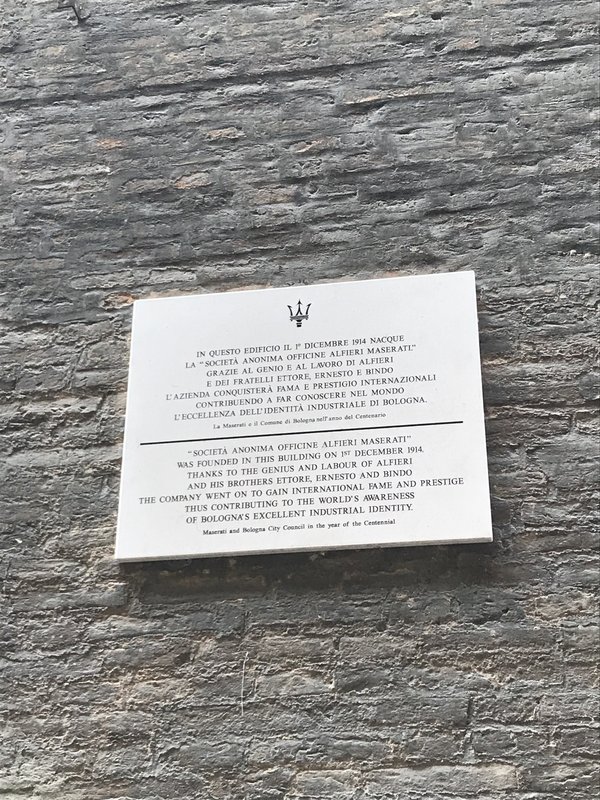 IN QUESTO EDIFICIO IL 1º DICEMBRE 1914 NACQUE
LA "SOCIETÀ ANONIMA OFFICINE ALFIERI MASERATI."
GRAZIE AL GENIO E AL LAVORO DI ALFIERI
E DEI FRATELLI ETTORE, ERNESTO E BINDO
L'AZIENDA CONQUISTERÀ FAMA E PRESTIGIO INTERNAZIONALI
CONTRIBUENDO A FAR CONOSCERE NEL MONDO
L'ECCELLENZA DELL'IDENTITÀ INDUSTRIALE DI BOLOGNA.
La Maserati e il Comune di Bologna nell'anno del Centenario
"SOCIETÀ ANONIMA OFFICINE ALFIERI MASERATI"
WAS FOUNDED IN THIS BUILDING ON 1ST DECEMBER 1914.
THANKS TO THE GENIUS AND LABOUR OF ALFIERI
AND HIS BROTHERS ETTORE, ERNESTO AND BINDO
THE COMPANY WENT ON TO GAIN INTERNATIONAL FAME AND PRESTIGE
THUS CONTRIBUTING TO THE WORLD'S AWARENESS
OF BOLOGNA'S EXCELLENT INDUSTRIAL IDENTITY.
Maserati and Bologna City Council in the year of the Centennial